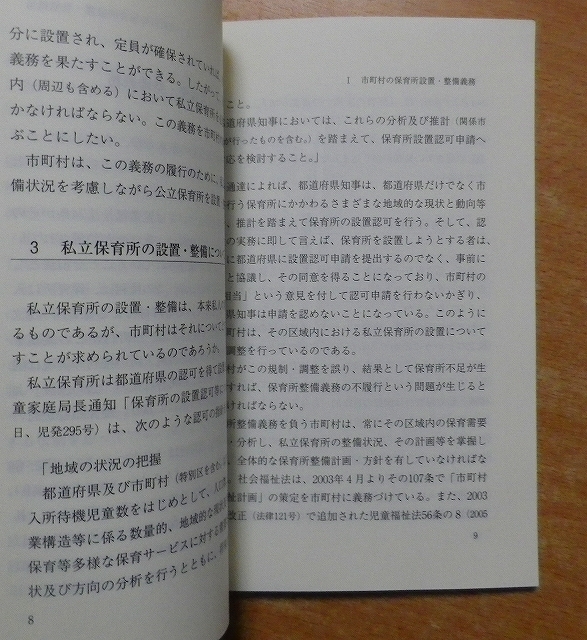 分に設置され、定員が確保されていれば
義務を果たすことができる。したがって
内（周辺も含める）において私立保育所を
かなければならない。この義務を市町村
ぶことにしたい。
市町村は、この義務の履行のために、
備状況を考慮しながら公立保育所を設置
3 私立保育所の設置・整備につい
私立保育所の設置・整備は、本来私人
るものであるが、市町村はそれについて
すことが求められているのであろうか。
私立保育所は都道府県の認可を得て
童家庭局長通知「保育所の設置認可等に
日、児発295号）は、次のような認可の指針
「地域の状況の把握
都道府県及び市町村（特別区を含む。
入所待機児童数をはじめとして、人口
業構造等に係る数量的、地域的な
保育等多様な保育サービスに対する
状及び方向の分析を行うとともに、
8
I 市町村の保育所設置・整備義務
こと。
道府県知事においては、これらの分析及び推計（関係市
が行ったものを含む。）を踏まえて、保育所設置認可申請へ
応を検討すること。」
通達によれば、都道府県知事は、都道府県だけでなく市
行う保育所にかかわるさまざまな地域的な現状と動向等
、推計を踏まえて保育所の設置認可を行う。そして、認
の実務に即して言えば、保育所を設置しようとする者は、
に都道府県に設置認可申請を提出するのでなく、事前に
と協議し、その同意を得ることになっており、市町村の
相当」という意見を付して認可申請を行わないかぎり、
県知事は申請を認めないことになっている。このように
町村は、その区域内における私立保育所の設置について
調整を行っているのである。
村がこの規制・調整を誤り、結果として保育所不足が生
すれば、保育所整備義務の不履行という問題が生じると
ければならない。
所整備義務を負う市町村は、常にその区域内の保育需要
・分析し、私立保育所の整備状況、その計画等を掌握し
、全体的な保育所整備計画・方針を有していなければな
。社会福祉法は、2003年4月よりその107条で「市町村
祉計画」の策定を市町村に義務づけている。また、2003
改正（法律121号）で追加された児童福祉法56条の8（2005
9